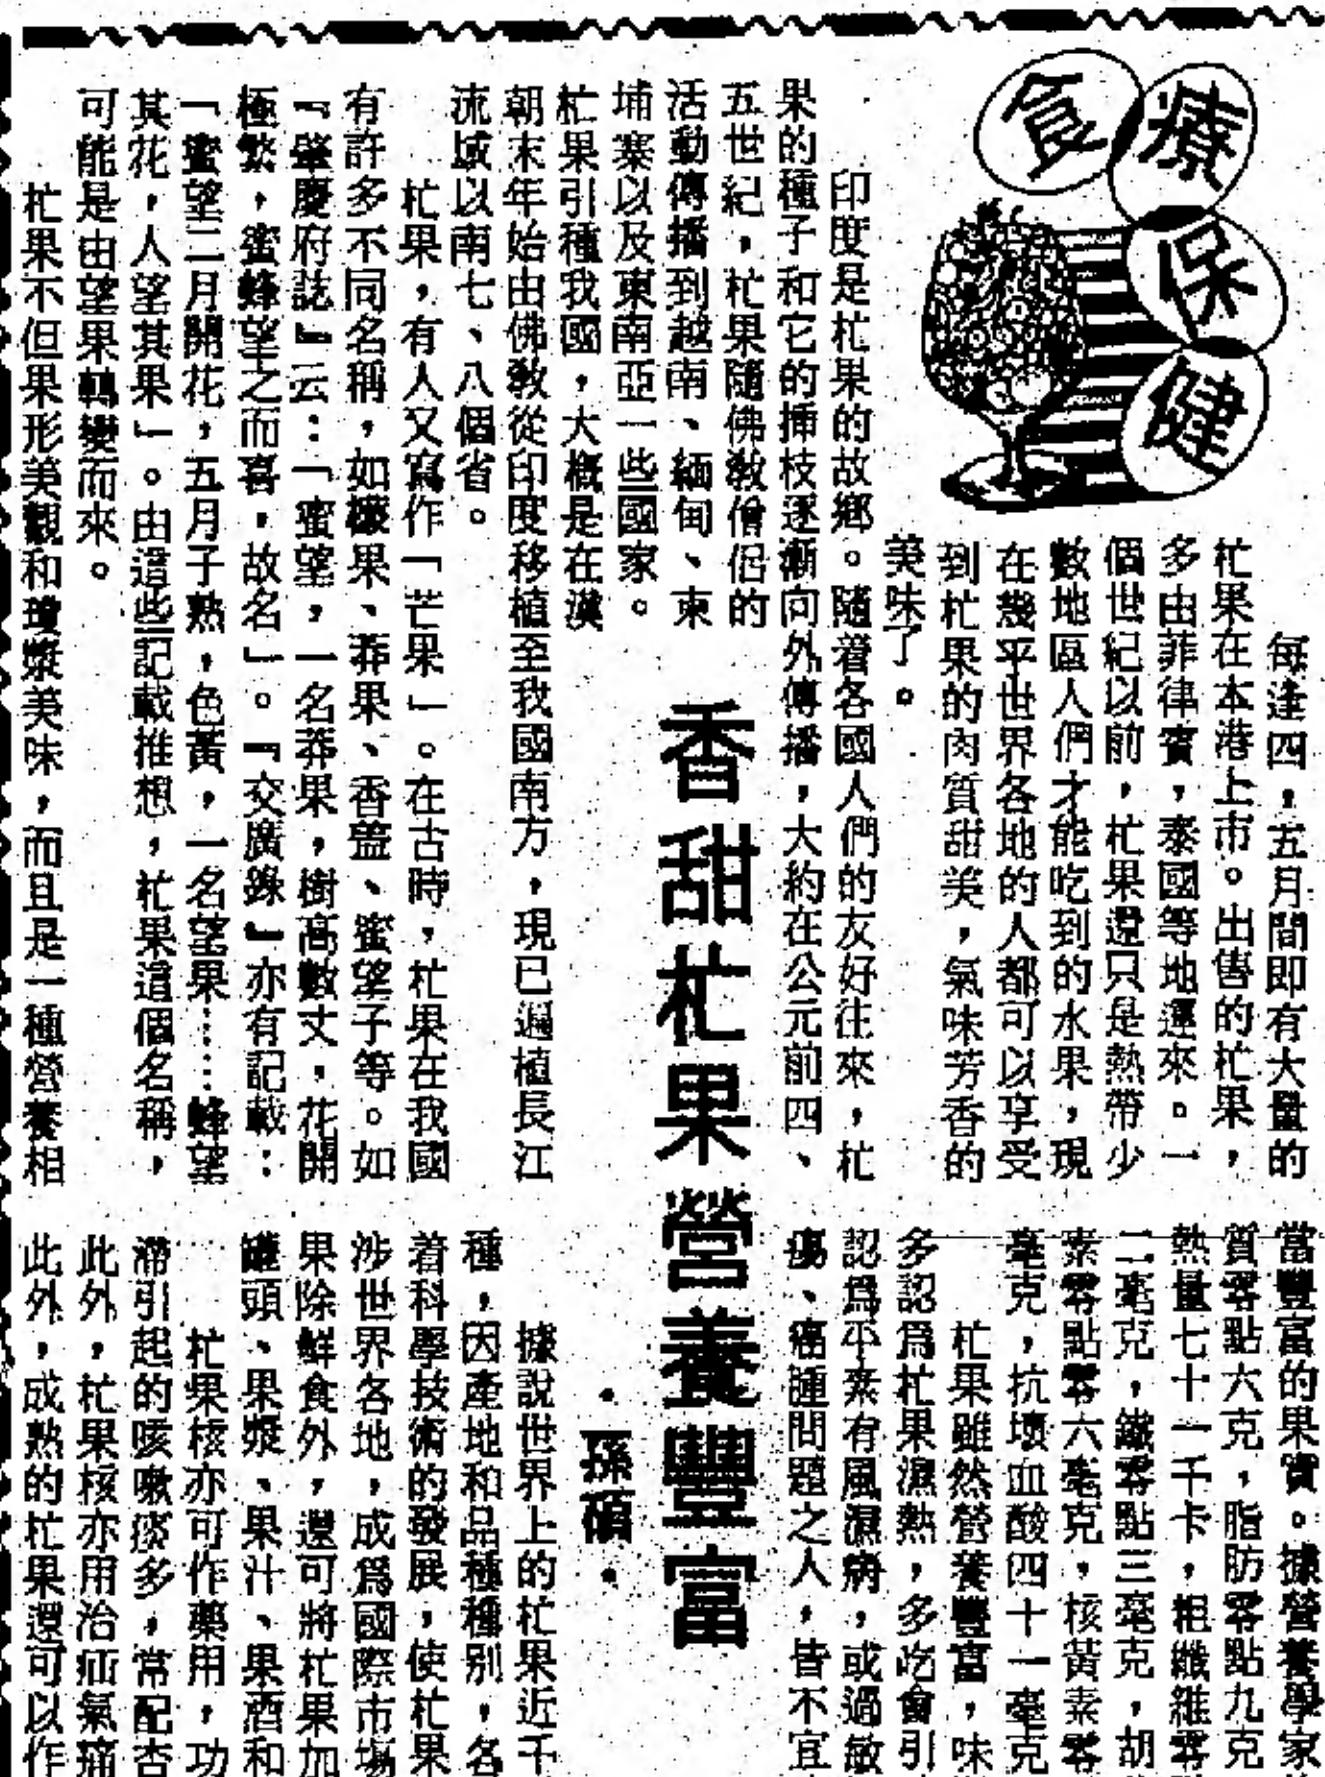 食療保健
香甜杧果營養豐富
·孫碩·
每逢四，五月間即有大量的
杧果在本港上市。出售的杧果，
多由菲律賓，泰國等地運來。一
個世紀以前，杧果還只是熱帶少
數地區人們才能吃到的水果，現
在幾乎世界各地的人都可以享受
到杧果的肉質甜美，氣味芳香的
美味了。
印度是杧果的故鄉。隨着各國人們的友好往來，杧
果的種子和它的揷枝逐漸向外傳播，大約在公元前四、
五世紀，杧果隨佛敎僧侶的
活動傳播到越南、緬甸、柬
埔寨以及東南亞一些國家。
杧果引種我國，大概是在漢
朝末年始由佛敎從印度移植至我國南方，現已遍植長江
流域以南七、八個省。
杧果，有人又寫作「芒果」。在古時，杧果在我國
有許多不同名稱，如檬果、莽果、香蓋、蜜望子等。如
『肇慶府誌』云：「蜜望，一名莽果，樹高數丈，花開
極繁，蜜蜂望之而喜，故名」。『交廣錄』亦有記載：
「蜜望二月開花，五月子熟，色黃，一名望果……蜂望
其花，人望其果」。由這些記載推想，杧果這個名稱，
可能是由望果轉變而來。
杧果不但果形美觀和瓊漿美味，而且是一種營養相
當豐富的果實。據營養學家
質零點六克，脂肪零點九克
熱量七十一千卡，粗纖維零
二毫克，鐵零點三毫克，胡
素零點零六毫克，核黃素零
毫克，抗壞血酸四十一毫克
杧果雖然營養豐富，味
多認爲杧果濕熱，多吃會引
認爲平素有風濕病，或過敏
瘍、瘡腫問題之人，皆不宜
據說世界上的杧果近千
種，因產地和品種種別，各
着科學技術的發展，使杧果
涉世界各地，成爲國際市場
果除鮮食外，還可將杧果加
罐頭、果漿、果汁、果酒和
杧果核亦可作藥用，功
滯引起的咳嗽痰多，常配杏
此外，杧果核亦用治疝氣痛
此外，成熟的杧果還可以作